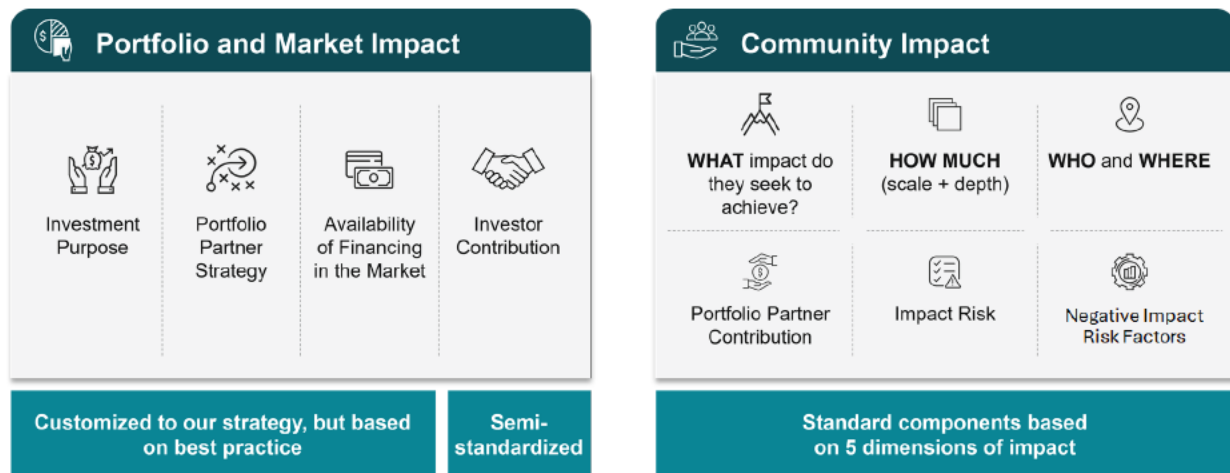 Portfolio and Market Impact
Investment
Purpose
Portfolio
Partner
Strategy
Availability
of Financing
in the Market
Investor
Contribution
Customized to our strategy, but based
on best practice
Semi-
standardized
Community Impact
WHAT impact do
they seek to
achieve?
HOW MUCH
(scale + depth)
WHO and WHERE
Portfolio Partner
Contribution
Impact Risk
Negative Impact
Risk Factors
Standard components based
on 5 dimensions of impact